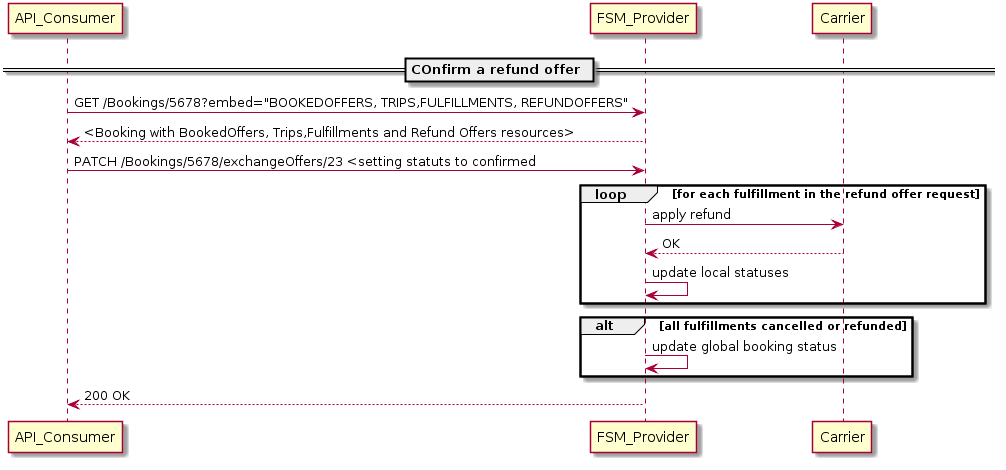 API_Consumer FSM_Provider Carrier
COnfirm a refund offer
GET /Bookings/5678?embed="BOOKEDOFFERS, TRIPS,FULFILLMENTS, REFUNDOFFERS"
<Booking with BookedOffers, Trips,Fulfillments and Refund Offers resources>
PATCH /Bookings/5678/exchangeOffers/23 <setting statuts to confirmed
loop [for each fulfillment in the refund offer request]
apply refund
OK
update local statuses
alt [all fulfillments cancelled or refunded]
update global booking status
200 OK
API_Consumer FSM_Provider Carrier